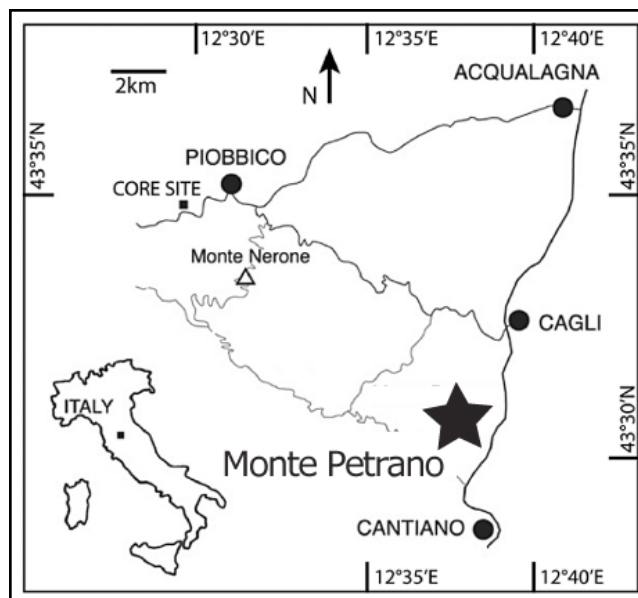 12°30'E
12°35'E
12°40'E
2km
N
ACQUALAGNA
43°35'N
43°35'N
PIOBBICO
CORE SITE
Monte Nerone
CAGLI
ITALY
43°30'N
Monte Petrano
CANTIANO
12°35'E
12°40'E